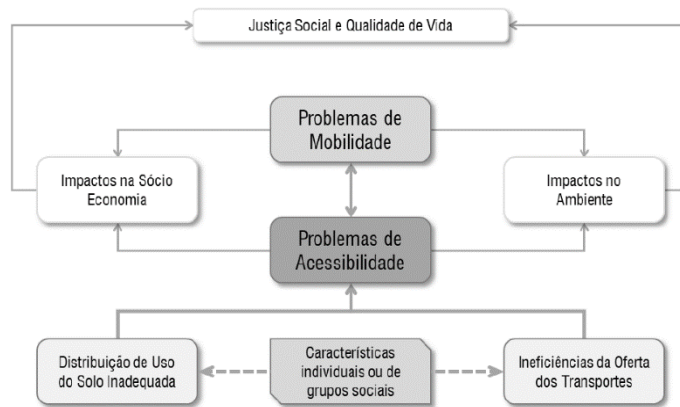 Justiça Social e Qualidade de Vida
Problemas de
Mobilidade
Impactos na Sócio
Economia
Impactos no
Ambiente
Problemas de
Acessibilidade
Distribuição de Uso
do Solo Inadequada
Características
individuais ou de
grupos sociais
Ineficiências da Oferta
dos Transportes